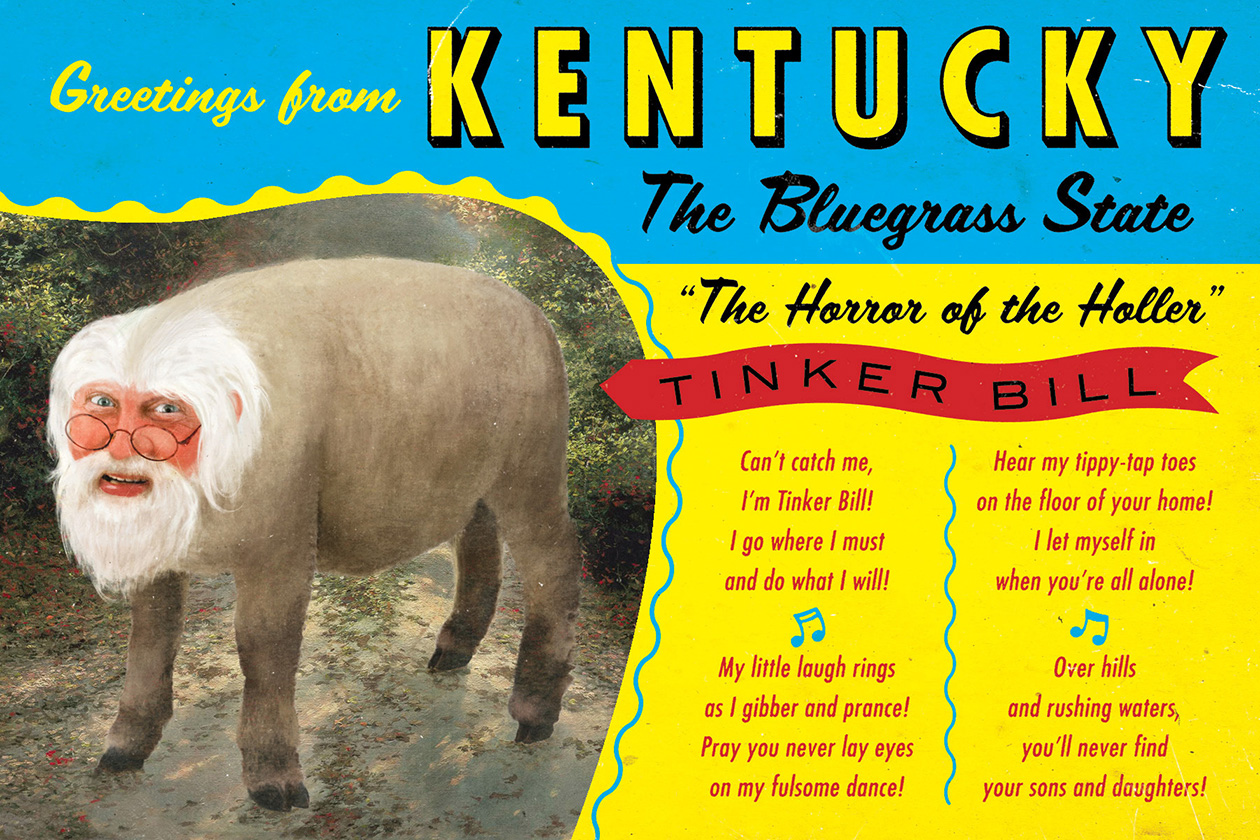 Greetings from KENTUCKY
The Bluegrass State
“The Horror of the Holler”
TINKER BILL
Can’t catch me,
I’m Tinker Bill!
I go where I must
and do what I will!
My little laugh rings
as I gibber and prance!
Pray you never lay eyes
on my fulsome dance!
Hear my tippy-tap toes
on the floor of your home!
I let myself in
when you’re all alone!
Over hills
and rushing waters,
you’ll never find
your sons and daughters!